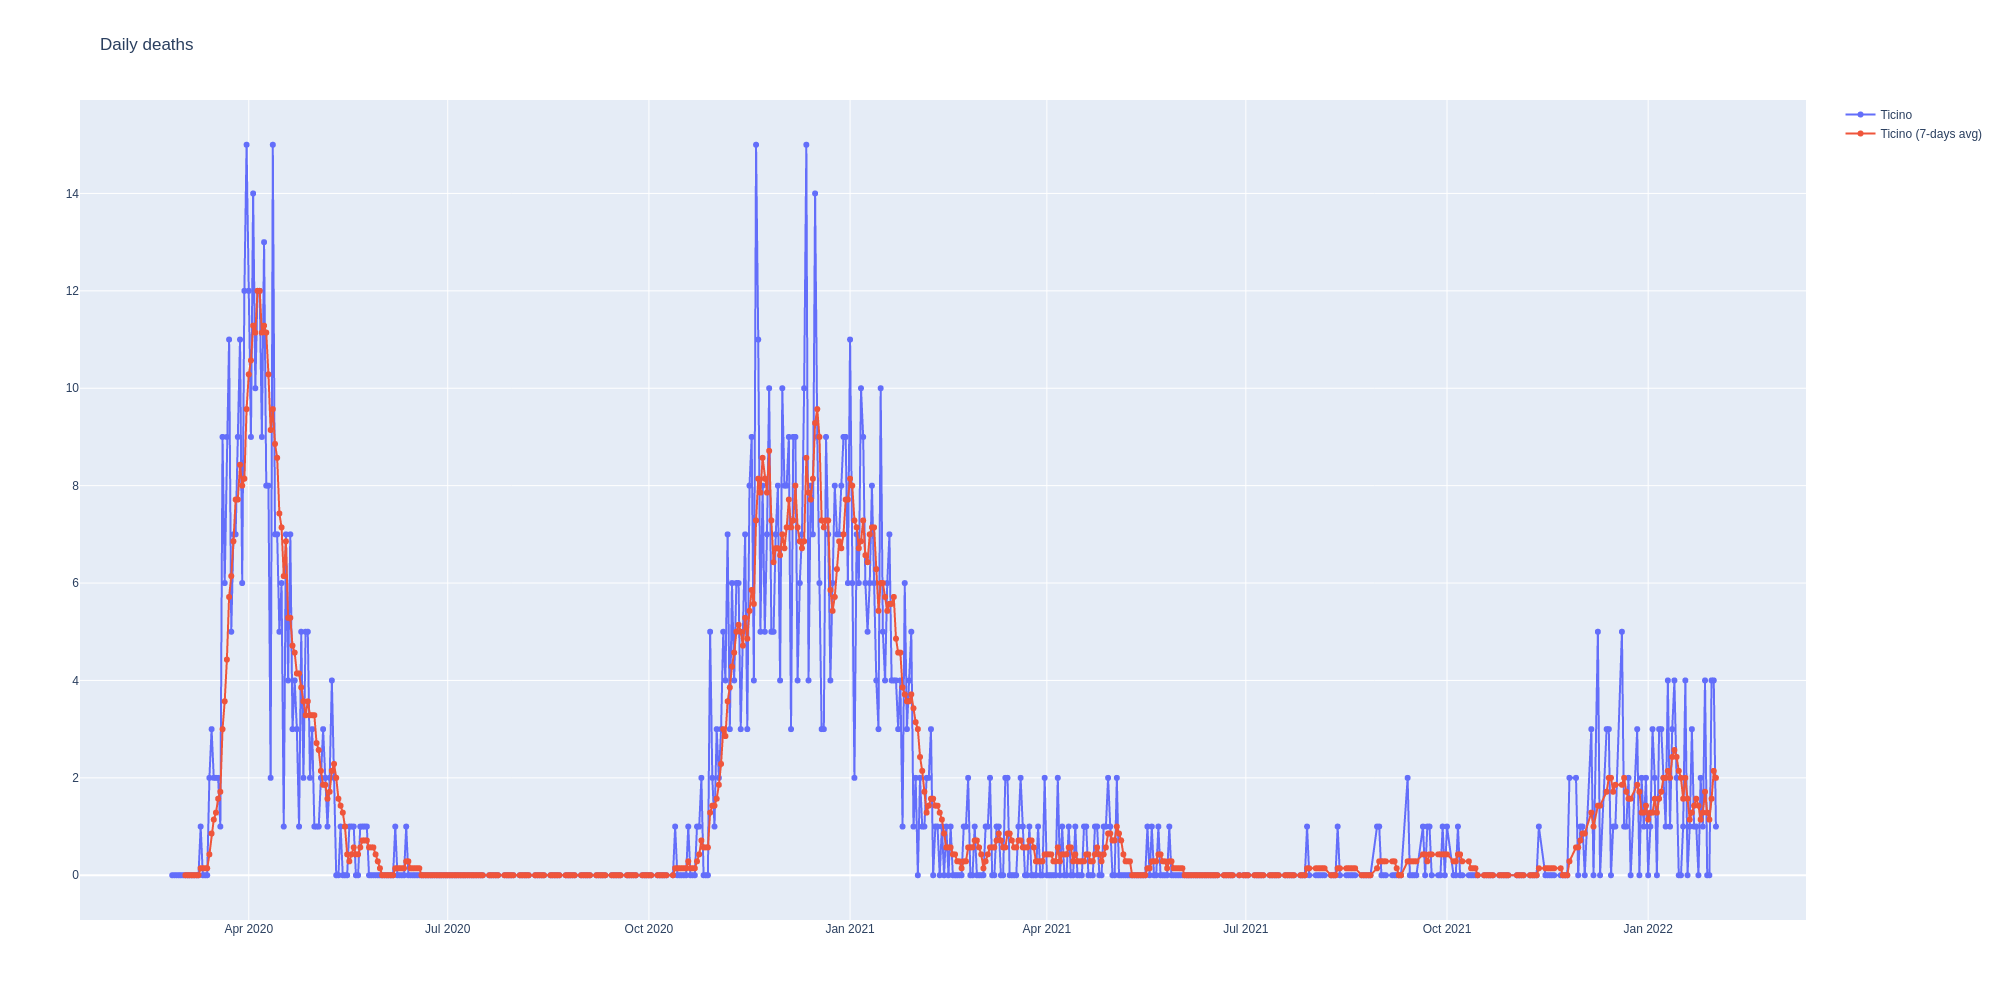 Daily deaths
Ticino
Ticino (7-days avg)
14
12
10
8
6
4
2
0
Apr 2020
Jul 2020
Oct 2020
Jan 2021
Apr 2021
Jul 2021
Oct 2021
Jan 2022